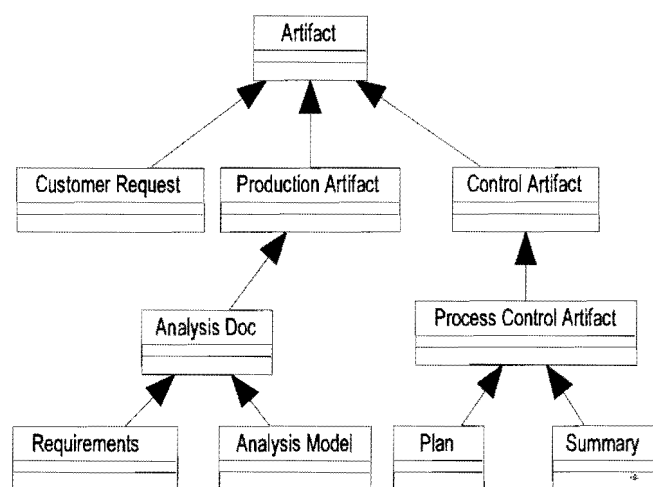 Artifact
Customer Request
Production Artifact
Control Artifact
Analysis Doc
Process Control Artifact
Requirements
Analysis Model
Plan
Summary